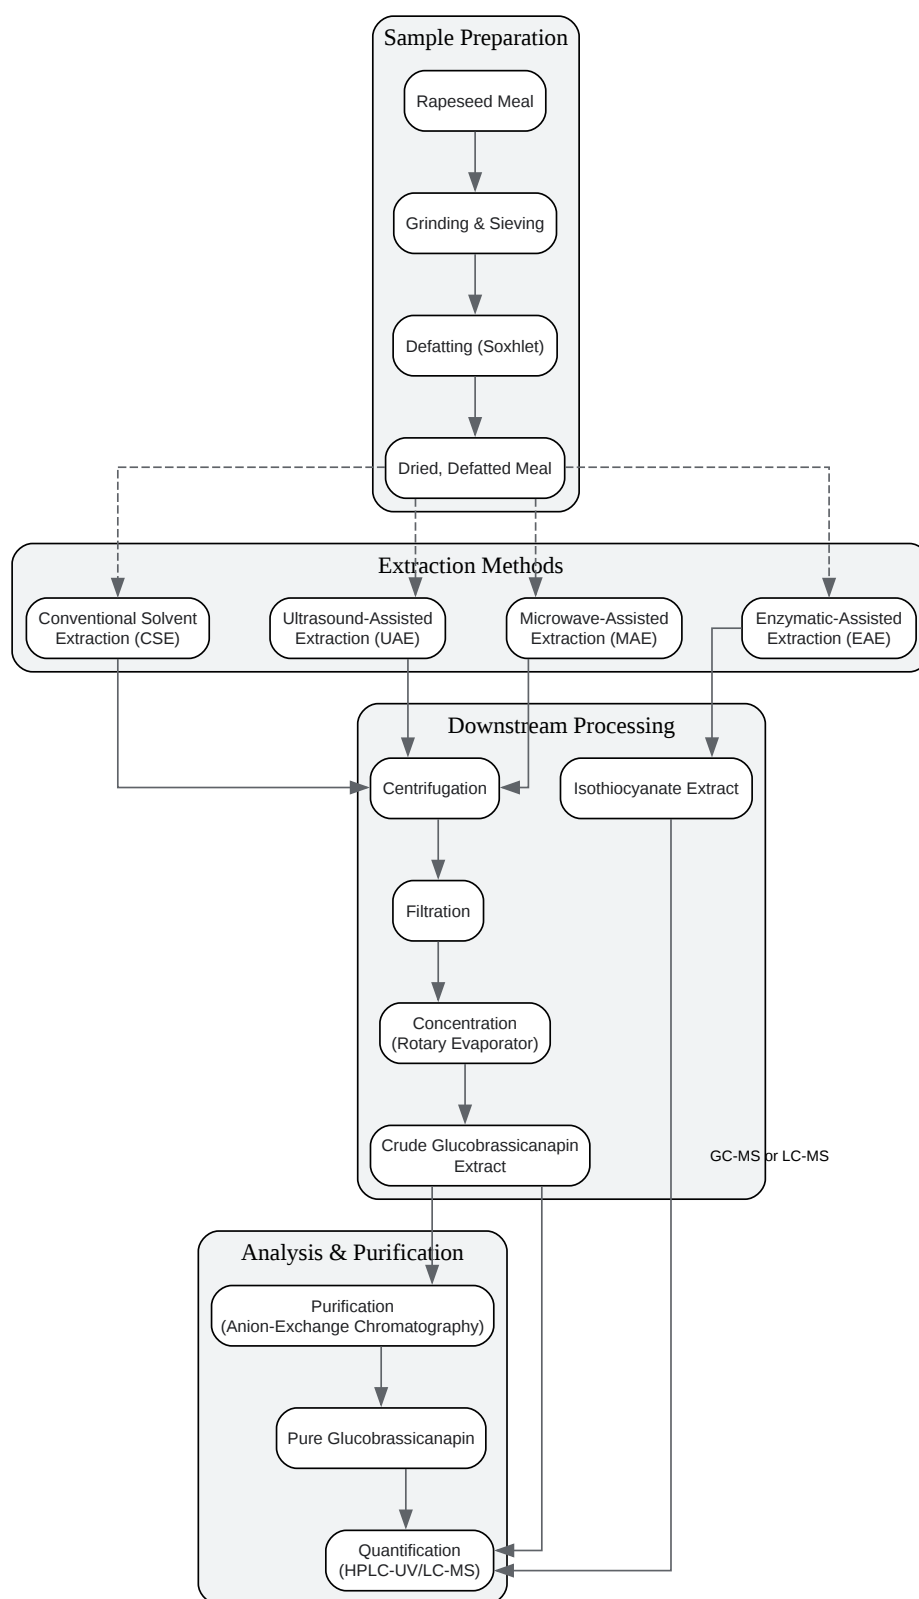 Sample Preparation
Rapeseed Meal
Grinding & Sieving
Defatting (Soxhlet)
Dried, Defatted Meal
Extraction Methods
Conventional Solvent
Extraction (CSE)
Ultrasound-Assisted
Extraction (UAE)
Microwave-Assisted
Extraction (MAE)
Enzymatic-Assisted
Extraction (EAE)
Downstream Processing
Centrifugation
Isothiocyanate Extract
Filtration
Concentration
(Rotary Evaporator)
Crude Glucobrassicanapin
Extract
GC-MS or LC-MS
Analysis & Purification
Purification
(Anion-Exchange Chromatography)
Pure Glucobrassicanapin
Quantification
(HPLC-UV/LC-MS)